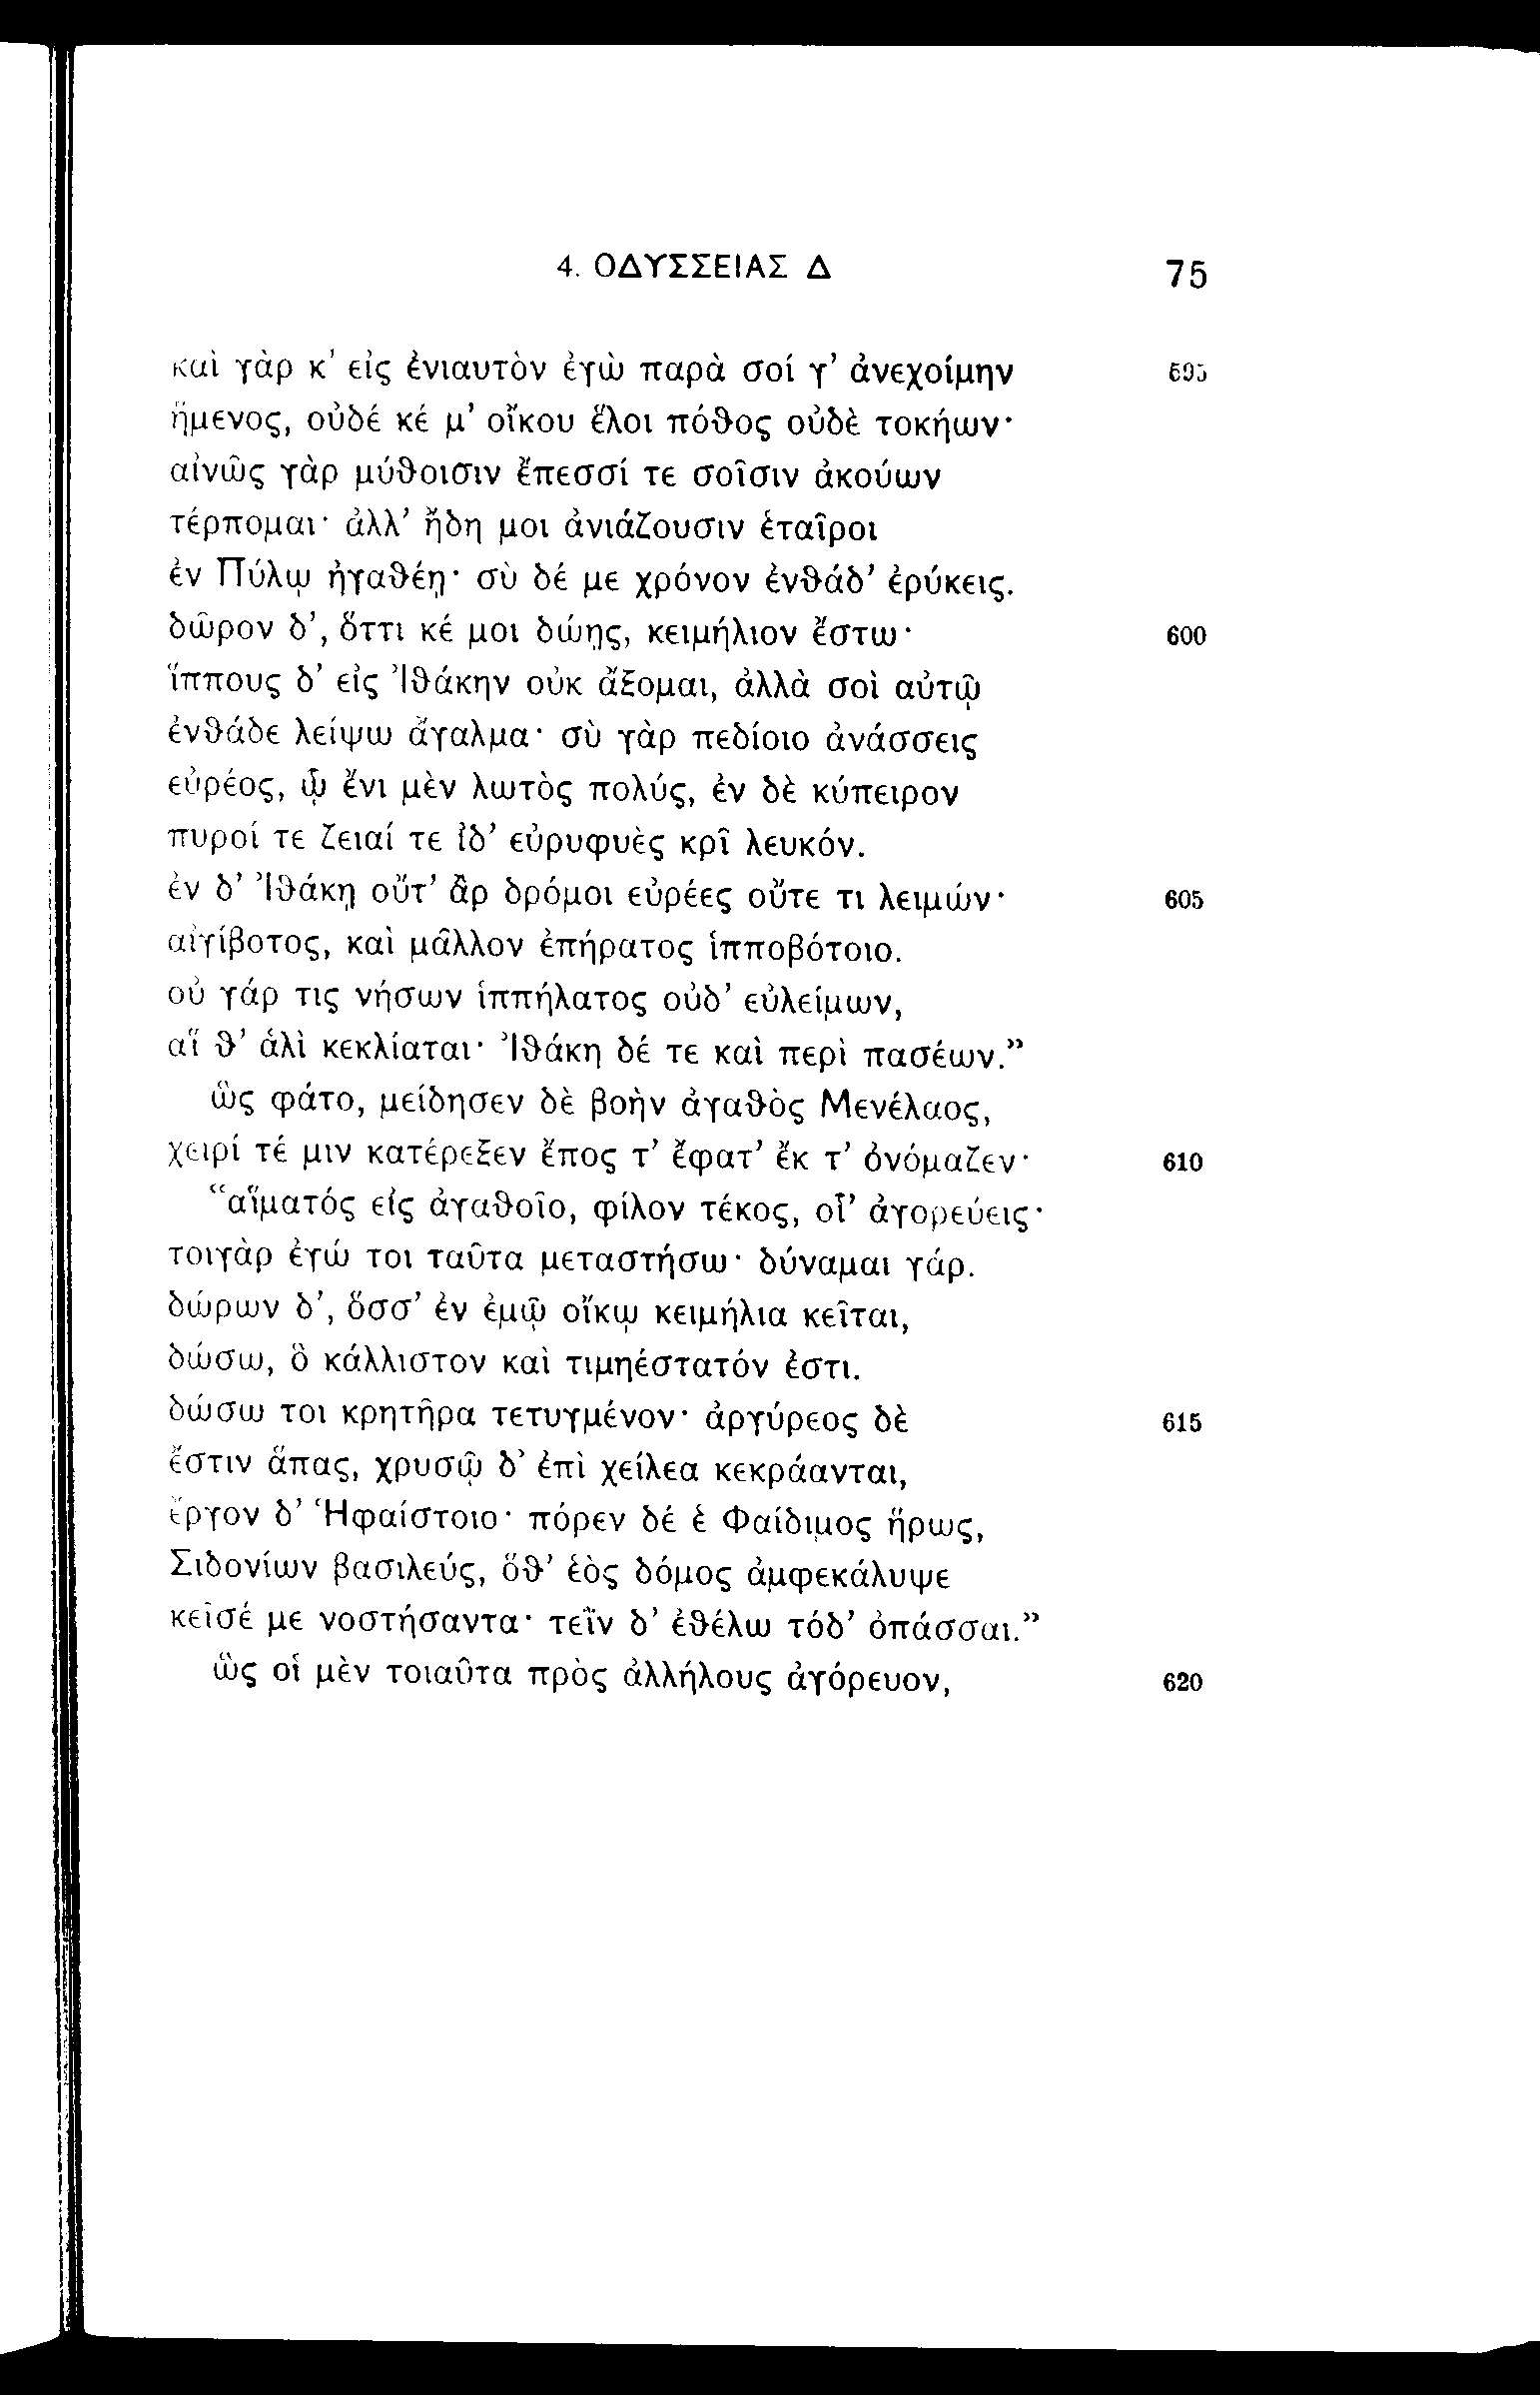 4. ΟΔΥΣΣΕΙΑΣ Δ 75
καὶ γὰρ κ’ εἰς ἐνιαυτὸν ἐγὼ παρὰ σοί γ’ ἀνεχοίμην 595
ἥμενος, οὐδέ κέ μ’ οἴκου ἕλοι πόθος οὐδὲ τοκήων·
αἰνῶς γὰρ μύθοισιν ἔπεσσί τε σοῖσιν ἀκούων
τέρπομαι· ἀλλ’ ἤδη μοι ἀνιάζουσιν ἑταῖροι
ἐν Πύλῳ ἠγαθέῃ· σὺ δέ με χρόνον ἐνθάδ’ ἐρύκεις.
δῶρον δ’, ὅττι κέ μοι δώῃς, κειμήλιον ἔστω· 600
ἵππους δ’ εἰς Ἰθάκην οὐκ ἄξομαι, ἀλλὰ σοὶ αὐτῷ
ἐνθάδε λείψω ἄγαλμα· σὺ γὰρ πεδίοιο ἀνάσσεις
εὐρέος, ᾧ ἔνι μὲν λωτὸς πολύς, ἐν δὲ κύπειρον
πυροί τε ζειαί τε ἰδ’ εὐρυφυὲς κρῖ λευκόν.
ἐν δ’ Ἰθάκῃ οὔτ’ ἂρ δρόμοι εὐρέες οὔτε τι λειμών· 605
αἰγίβοτος, καὶ μᾶλλον ἐπήρατος ἱπποβότοιο.
οὐ γάρ τις νήσων ἱππήλατος οὐδ’ εὐλείμων,
αἵ θ’ ἁλὶ κεκλίαται· Ἰθάκη δέ τε καὶ περὶ πασέων.”
ὣς φάτο, μείδησεν δὲ βοὴν ἀγαθὸς Μενέλαος,
χειρί τέ μιν κατέρεξεν ἔπος τ’ ἔφατ’ ἔκ τ’ ὀνόμαζεν· 610
“αἵματός εἰς ἀγαθοῖο, φίλον τέκος, οἷ’ ἀγορεύεις·
τοιγὰρ ἐγώ τοι ταῦτα μεταστήσω· δύναμαι γάρ.
δώρων δ’, ὅσσ’ ἐν ἐμῷ οἴκῳ κειμήλια κεῖται,
δώσω, ὃ κάλλιστον καὶ τιμηέστατόν ἐστι.
δώσω τοι κρητῆρα τετυγμένον· ἀργύρεος δὲ 615
ἔστιν ἅπας, χρυσῷ δ’ ἐπὶ χείλεα κεκράανται,
ἔργον δ’ Ἡφαίστοιο· πόρεν δέ ἑ Φαίδιμος ἥρως,
Σιδονίων βασιλεύς, ὅθ’ ἑὸς δόμος ἀμφεκάλυψε
κεῖσέ με νοστήσαντα· τεῒν δ’ ἐθέλω τόδ’ ὀπάσσαι.”
ὣς οἱ μὲν τοιαῦτα πρὸς ἀλλήλους ἀγόρευον, 620